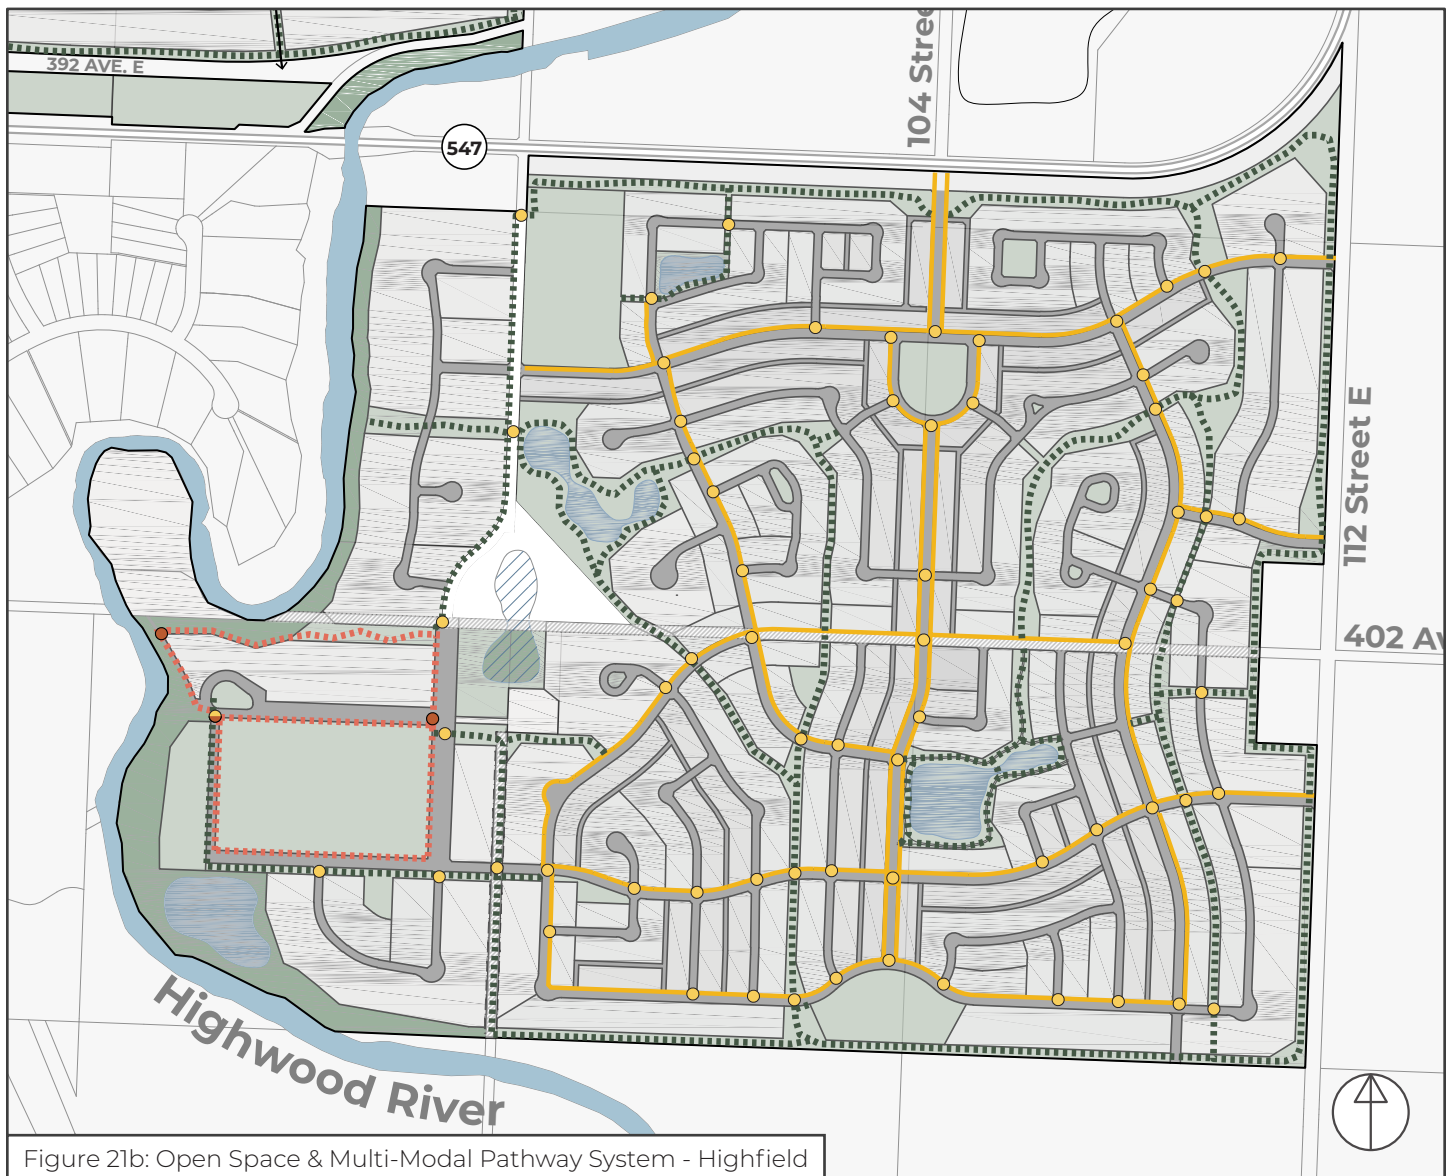 392 AVE. E
547
104 Stree
112 Street E
402 Av
Highwood River
Figure 21b: Open Space & Multi-Modal Pathway System - Highfield